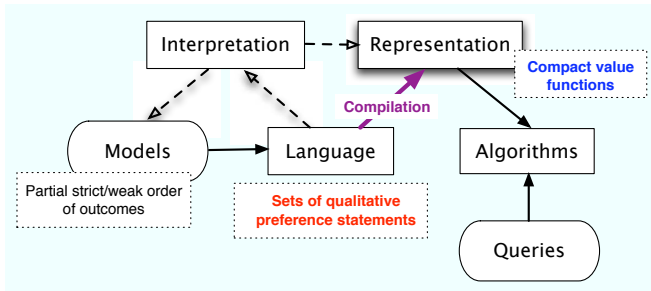 Interpretation
Representation
Compact value
functions
Compilation
Models
Language
Algorithms
Partial strict/weak order
of outcomes
Sets of qualitative
preference statements
Queries